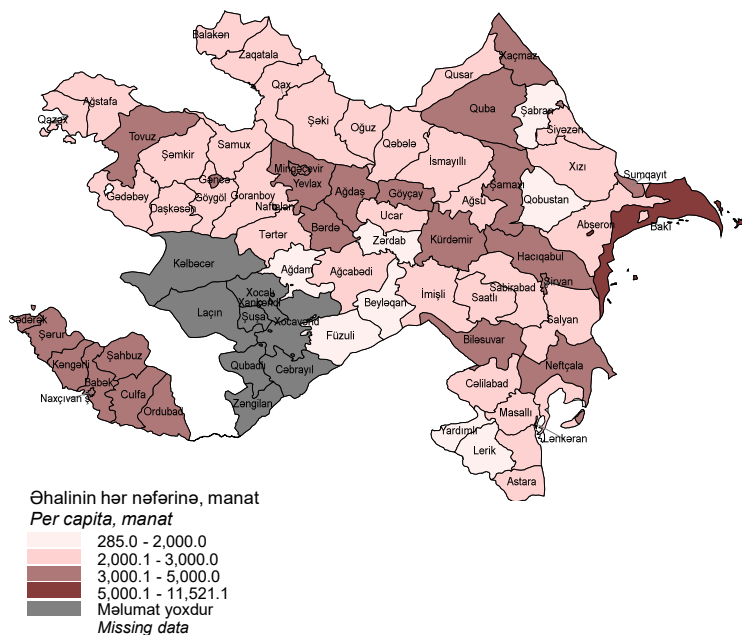 Balakən
Zaqatala
Xaçmaz
Qusar
Qax
Ağstafa
Quba
Şabran
Qazax
Tovuz
Şəki
Oğuz
Siyəzən
Samux
Qəbələ
Şəmkir
İsmayıllı
Xızı
Mingəçevir
Sumqayıt
Gəncə
Yevlax
Ağdaş
Göyçay
Şamaxı
Gədəbəy
Daşkəsən
Göygöl
Goranboy
Naftalan
Ağsu
Qobustan
Ucar
Abşeron
Bakı
Bərdə
Tərtər
Zərdab
Kürdəmir
Kəlbəcər
Hacıqabul
Ağdam
Ağcabədi
Şirvan
Xocalı
Xankəndi
Laçın
Şuşa
Xocavənd
Beyləqan
İmişli
Sabirabad
Saatlı
Sədərək
Salyan
Şərur
Füzuli
Biləsuvar
Şahbuz
Kəngərli
Qubadlı
Cəbrayıl
Neftçala
Babək
Culfa
Cəlilabad
Naxçıvan ş.
Ordubad
Zəngilan
Masallı
Yardımlı
Lənkəran
Lerik
Astara
Əhalinin hər nəfərinə, manat
Per capita, manat
285.0 - 2,000.0
2,000.1 - 3,000.0
3,000.1 - 5,000.0
5,000.1 - 11,521.1
Məlumat yoxdur
Missing data